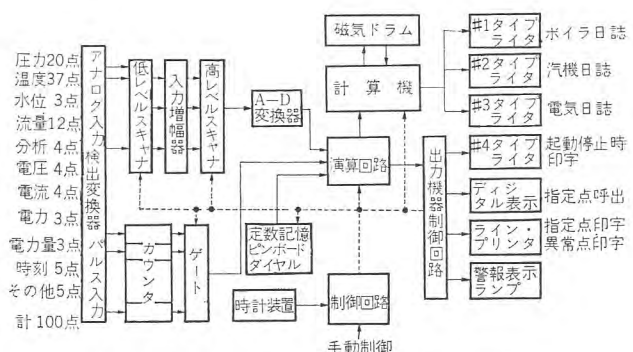 圧力20点
温度37点
水位 3点
流量12点
分析 4点
電圧 4点
電流 4点
電力 3点
電力量3点
時刻 5点
その他5点
計100点
アナログ入力
検出変換器
パルス入力
低レベルスキャナ
入力増幅器
高レベルスキャナ
A—D
変換器
カウンタ
ゲート
定数記憶
ピンボード
ダイヤル
時計装置
制御回路
手動制御
演算回路
計算機
磁気ドラム
出力機器制御回路
#1タイプ
ライタ
ボイラ日誌
#2タイプ
ライタ
汽機日誌
#3タイプ
ライタ
電気日誌
#4タイプ
ライタ
起動停止時
印字
ディジ
タル表示
指定点呼出
ライン・
プリンタ
指定点印字
異常点印字
警報表示
ランプ